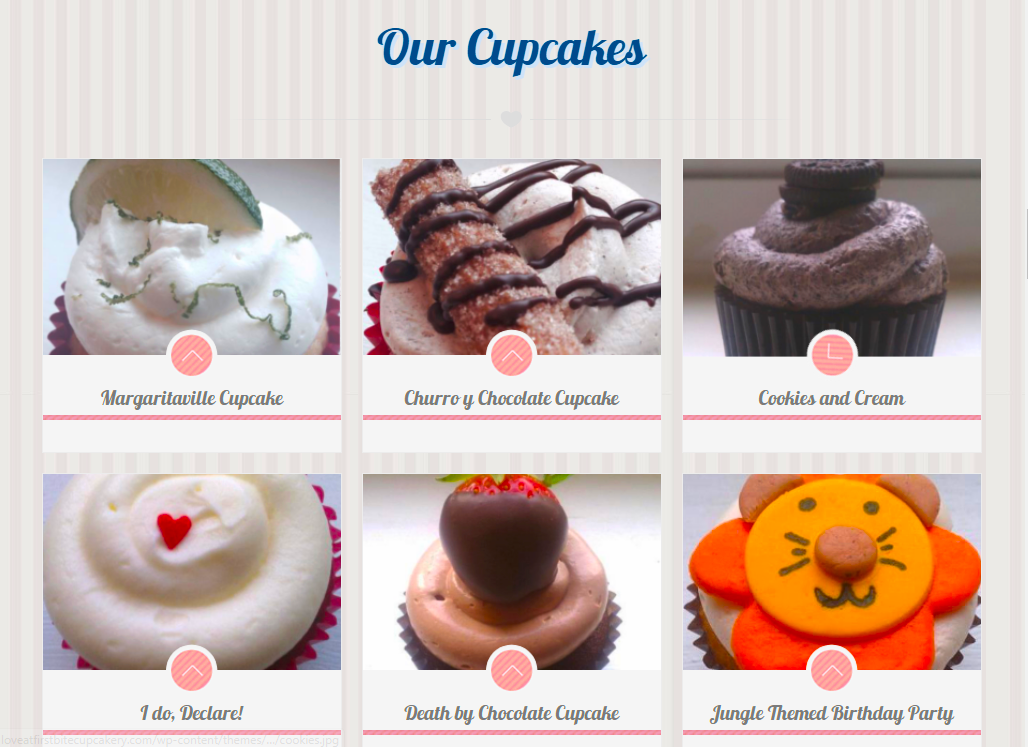 Our Cupcakes
Margaritaville Cupcake
Churro y Chocolate Cupcake
Cookies and Cream
I do, Declare!
Death by Chocolate Cupcake
Jungle Themed Birthday Party
loveatfirstbitecupcakery.com/wp-content/themes/.../cookies.jpg